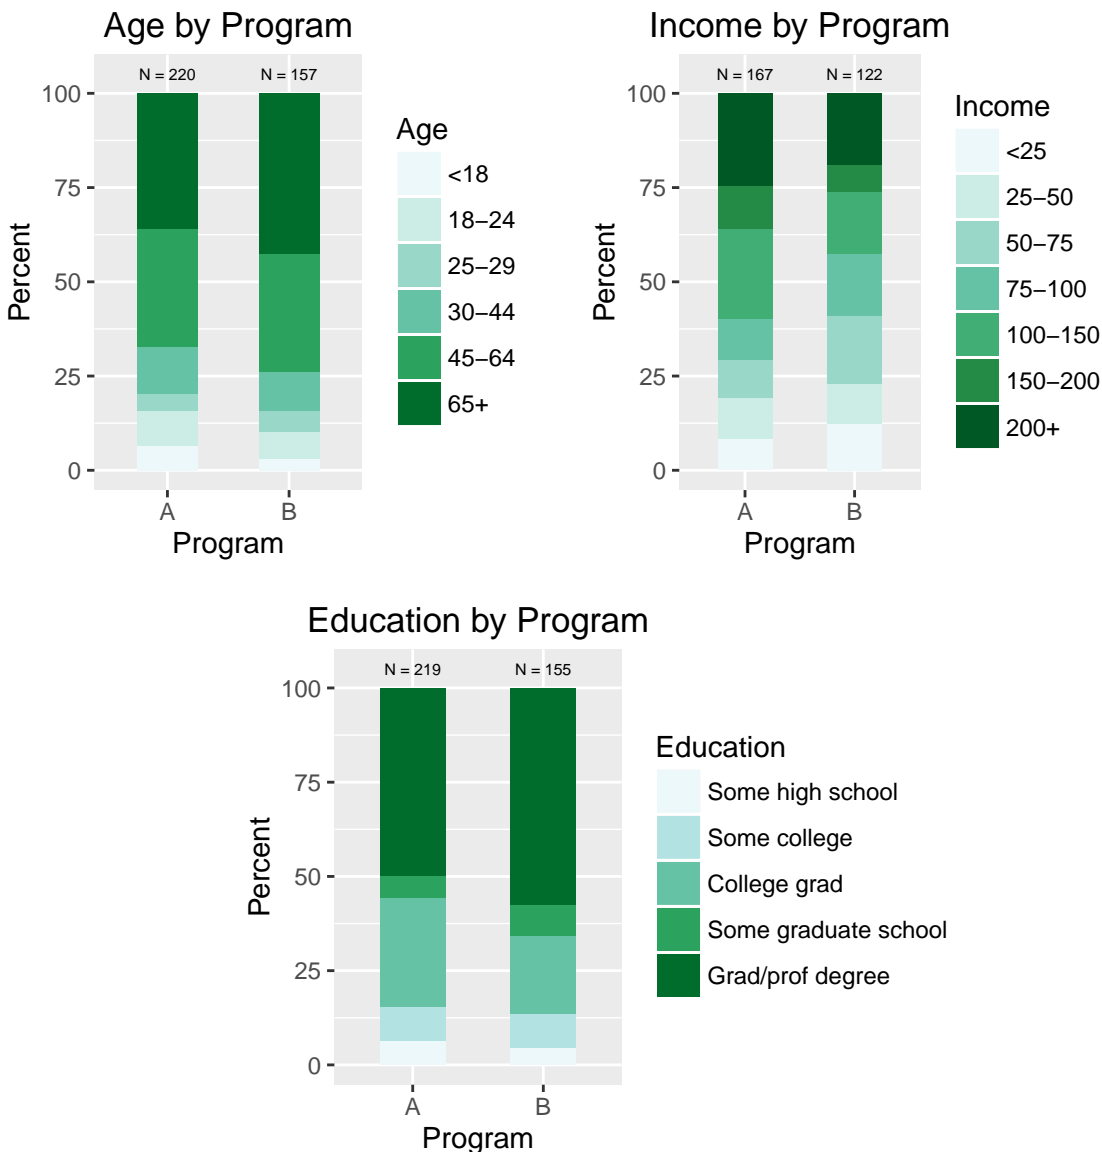 Age by Program
N = 220
N = 157
100
75
50
25
0
Percent
A
B
Program
Age
<18
18–24
25–29
30–44
45–64
65+
Income by Program
N = 167
N = 122
100
75
50
25
0
Percent
A
B
Program
Income
<25
25–50
50–75
75–100
100–150
150–200
200+
Education by Program
N = 219
N = 155
100
75
50
25
0
Percent
A
B
Program
Education
Some high school
Some college
College grad
Some graduate school
Grad/prof degree